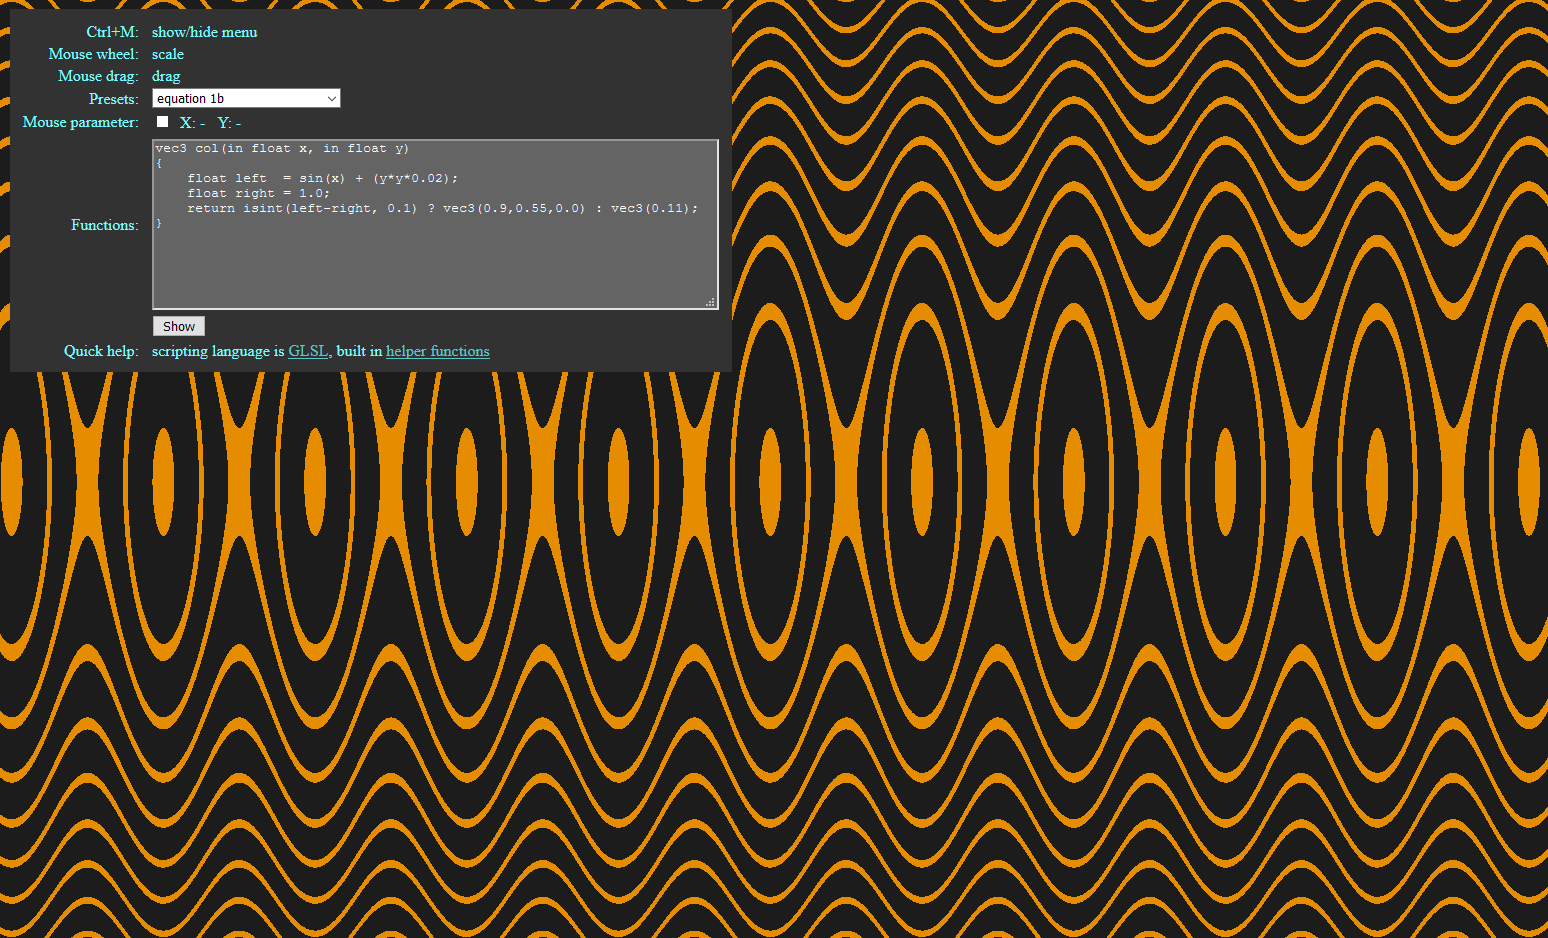 Ctrl+M: show/hide menu
Mouse wheel: scale
Mouse drag: drag
Presets: equation 1b
Mouse parameter: X: - Y: -
Functions:
vec3 col(in float x, in float y)
{
    float left  = sin(x) + (y*y*0.02);
    float right = 1.0;
    return isint(left-right, 0.1) ? vec3(0.9,0.55,0.0) : vec3(0.11);
}
Show
Quick help: scripting language is GLSL, built in helper functions